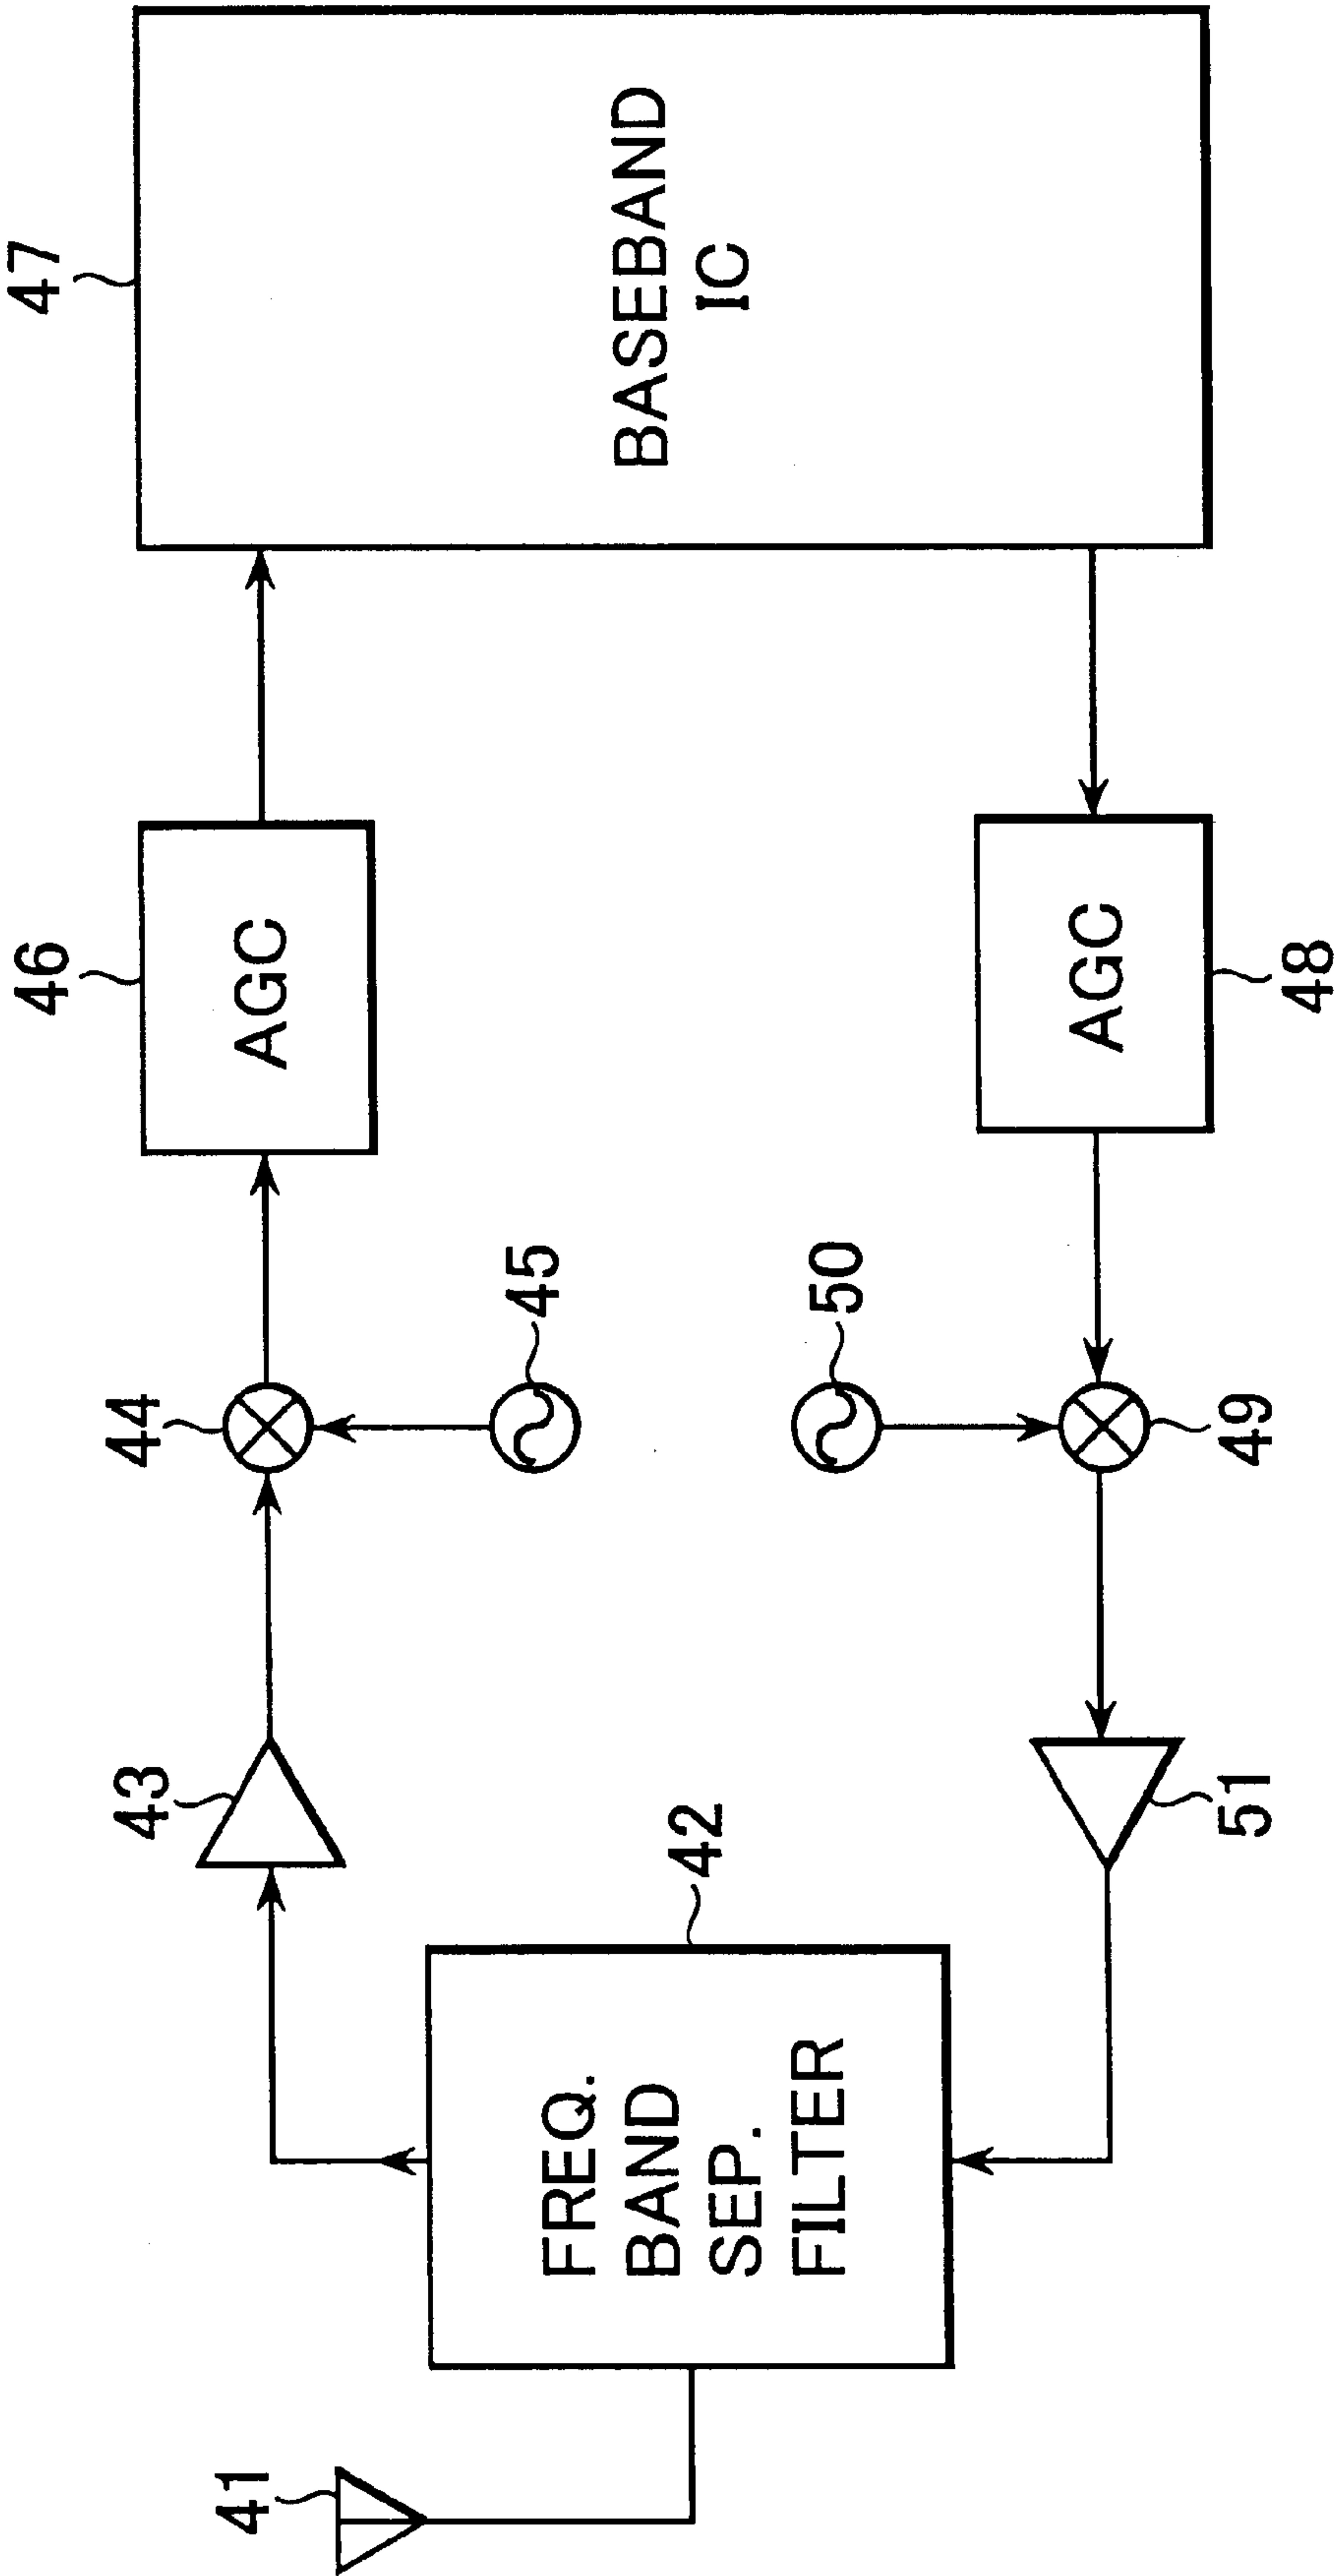 41
FREQ.
BAND
SEP.
FILTER
42
43
44
45
AGC
46
BASEBAND
IC
47
AGC
48
49
50
51